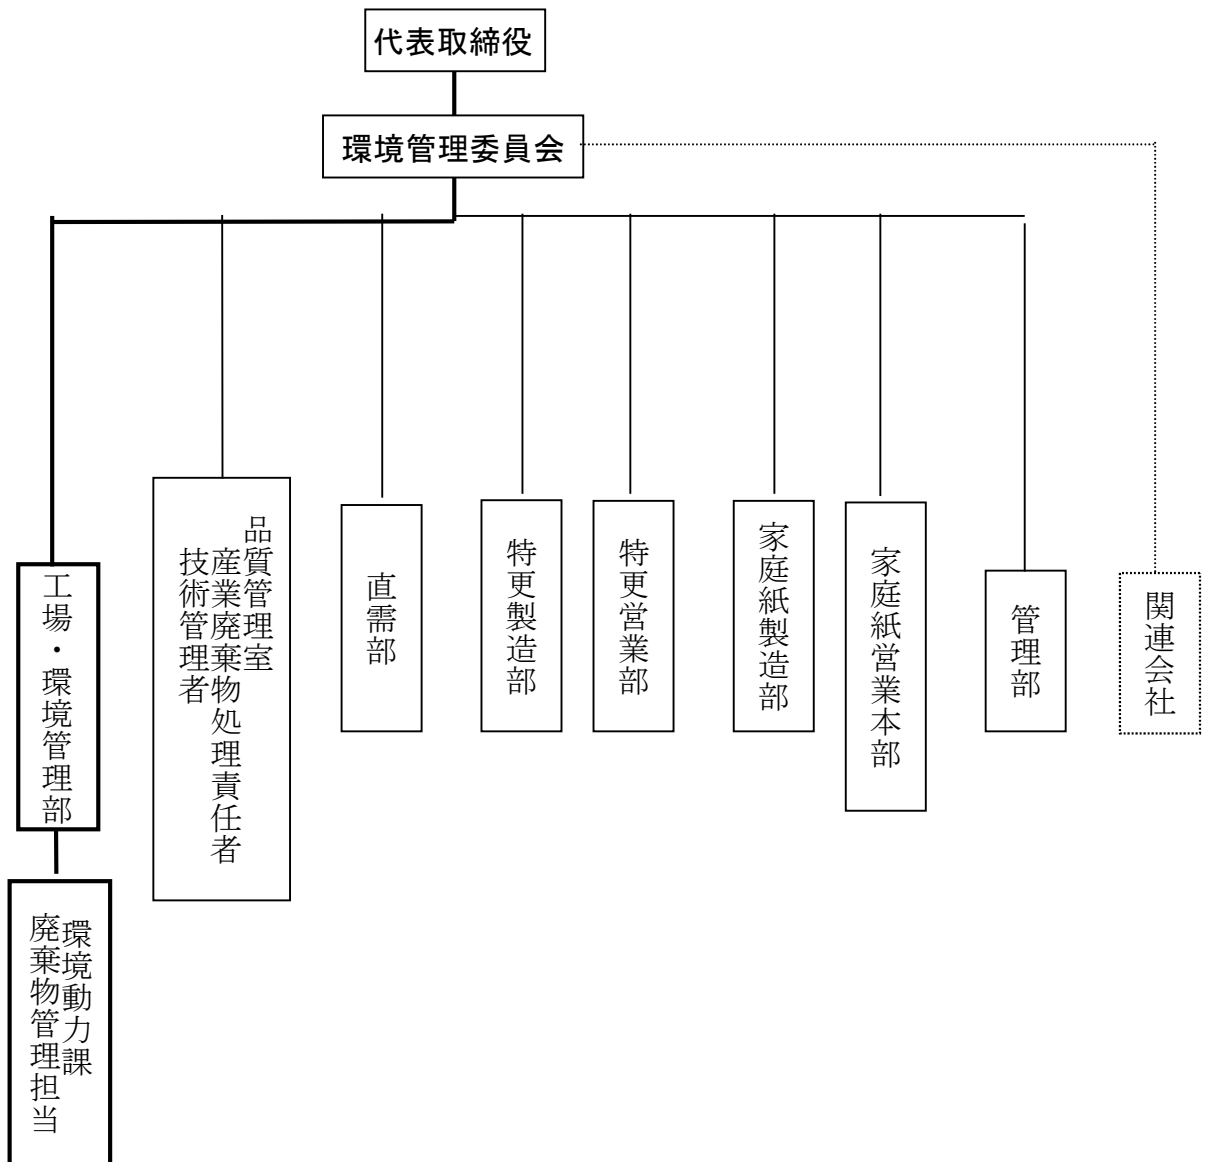 代表取締役
環境管理委員会
工場・環境管理部
品質管理室
産業廃棄物処理責任者
技術管理者
直需部
特更製造部
特更営業部
家庭紙製造部
家庭紙営業本部
管理部
関連会社
環境動力課
廃棄物管理担当